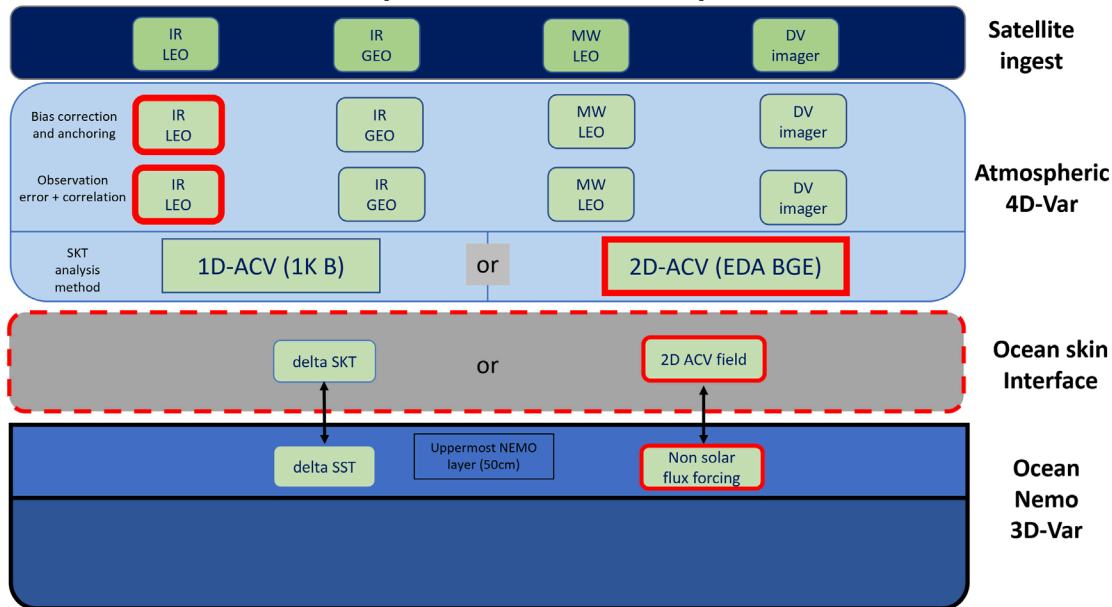 IR
LEO
IR
GEO
MW
LEO
DV
imager
Satellite
ingest
Bias correction
and anchoring
IR
LEO
IR
GEO
MW
LEO
DV
imager
Observation
error + correlation
IR
LEO
IR
GEO
MW
LEO
DV
imager
Atmospheric
4D-Var
SKT
analysis
method
1D-ACV (1K B)
or
2D-ACV (EDA BGE)
delta SKT
or
2D ACV field
Ocean skin
Interface
delta SST
Uppermost NEMO
layer (50cm)
Non solar
flux forcing
Ocean
Nemo
3D-Var